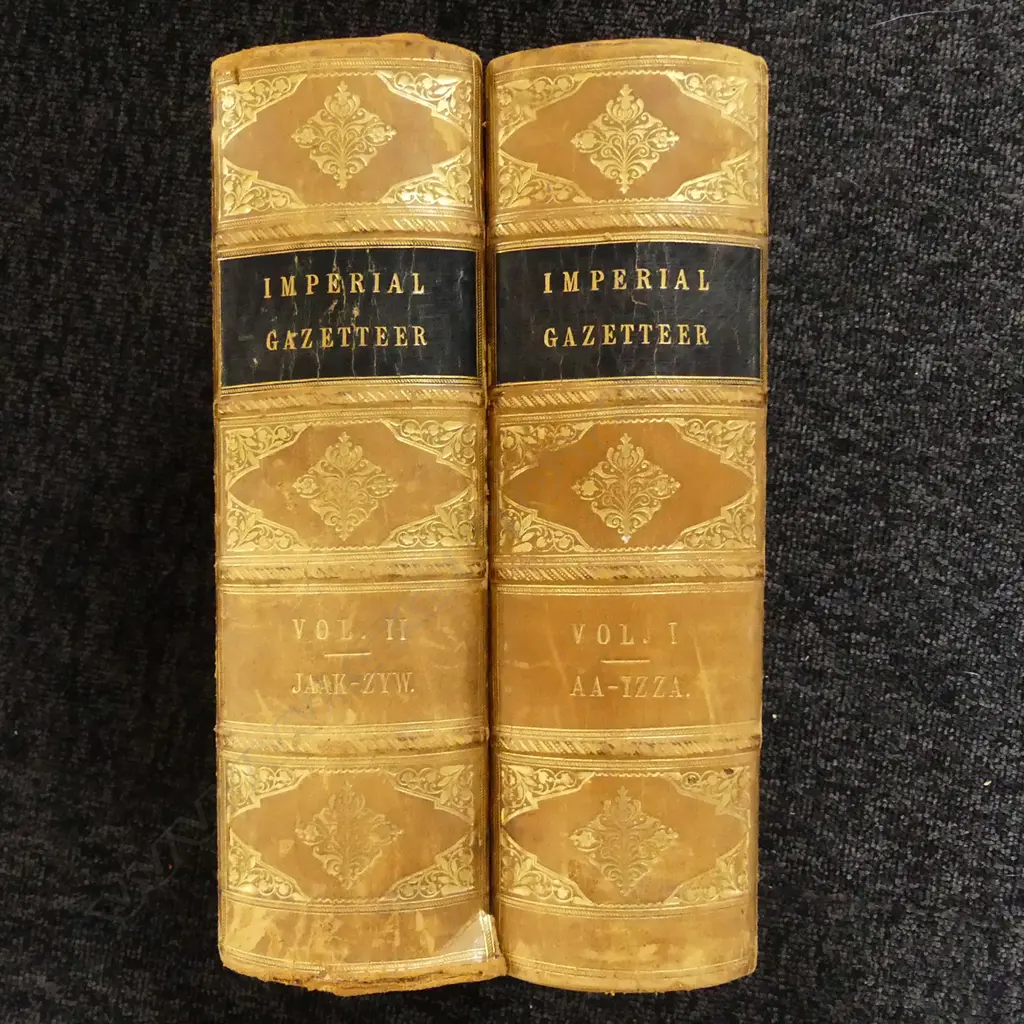 IMPERIAL
GAZETTEER
VOL. II
JAAK-ZYW.
IMPERIAL
GAZETTEER
VOL. I
AA-IZZA.